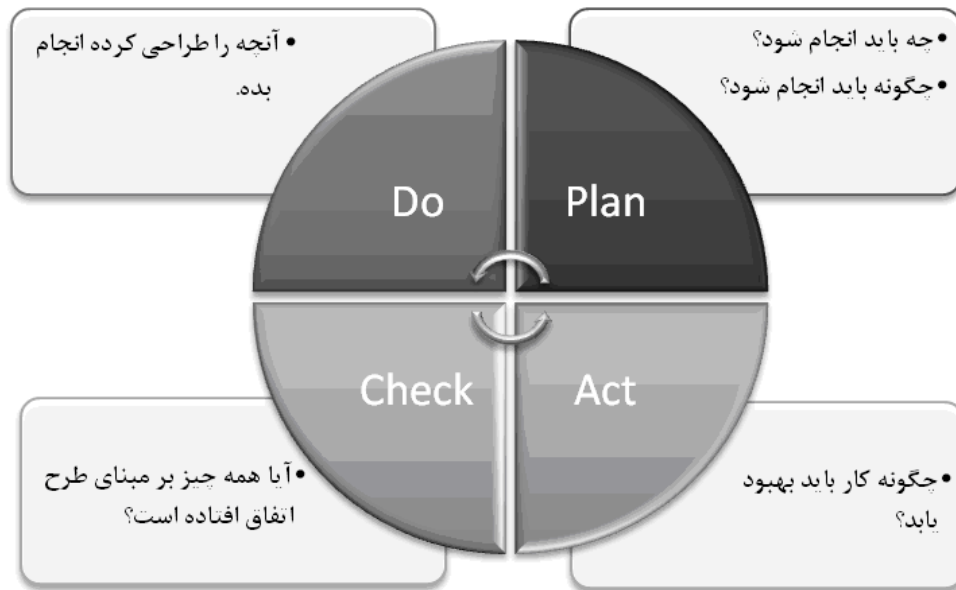 • چه باید انجام شود؟
• چگونه باید انجام شود؟
Plan
• آنچه را طراحی کرده انجام
بده.
Do
• آیا همه چیز بر مبنای طرح
اتفاق افتاده است؟
Check
• چگونه کار باید بهبود
یابد؟
Act